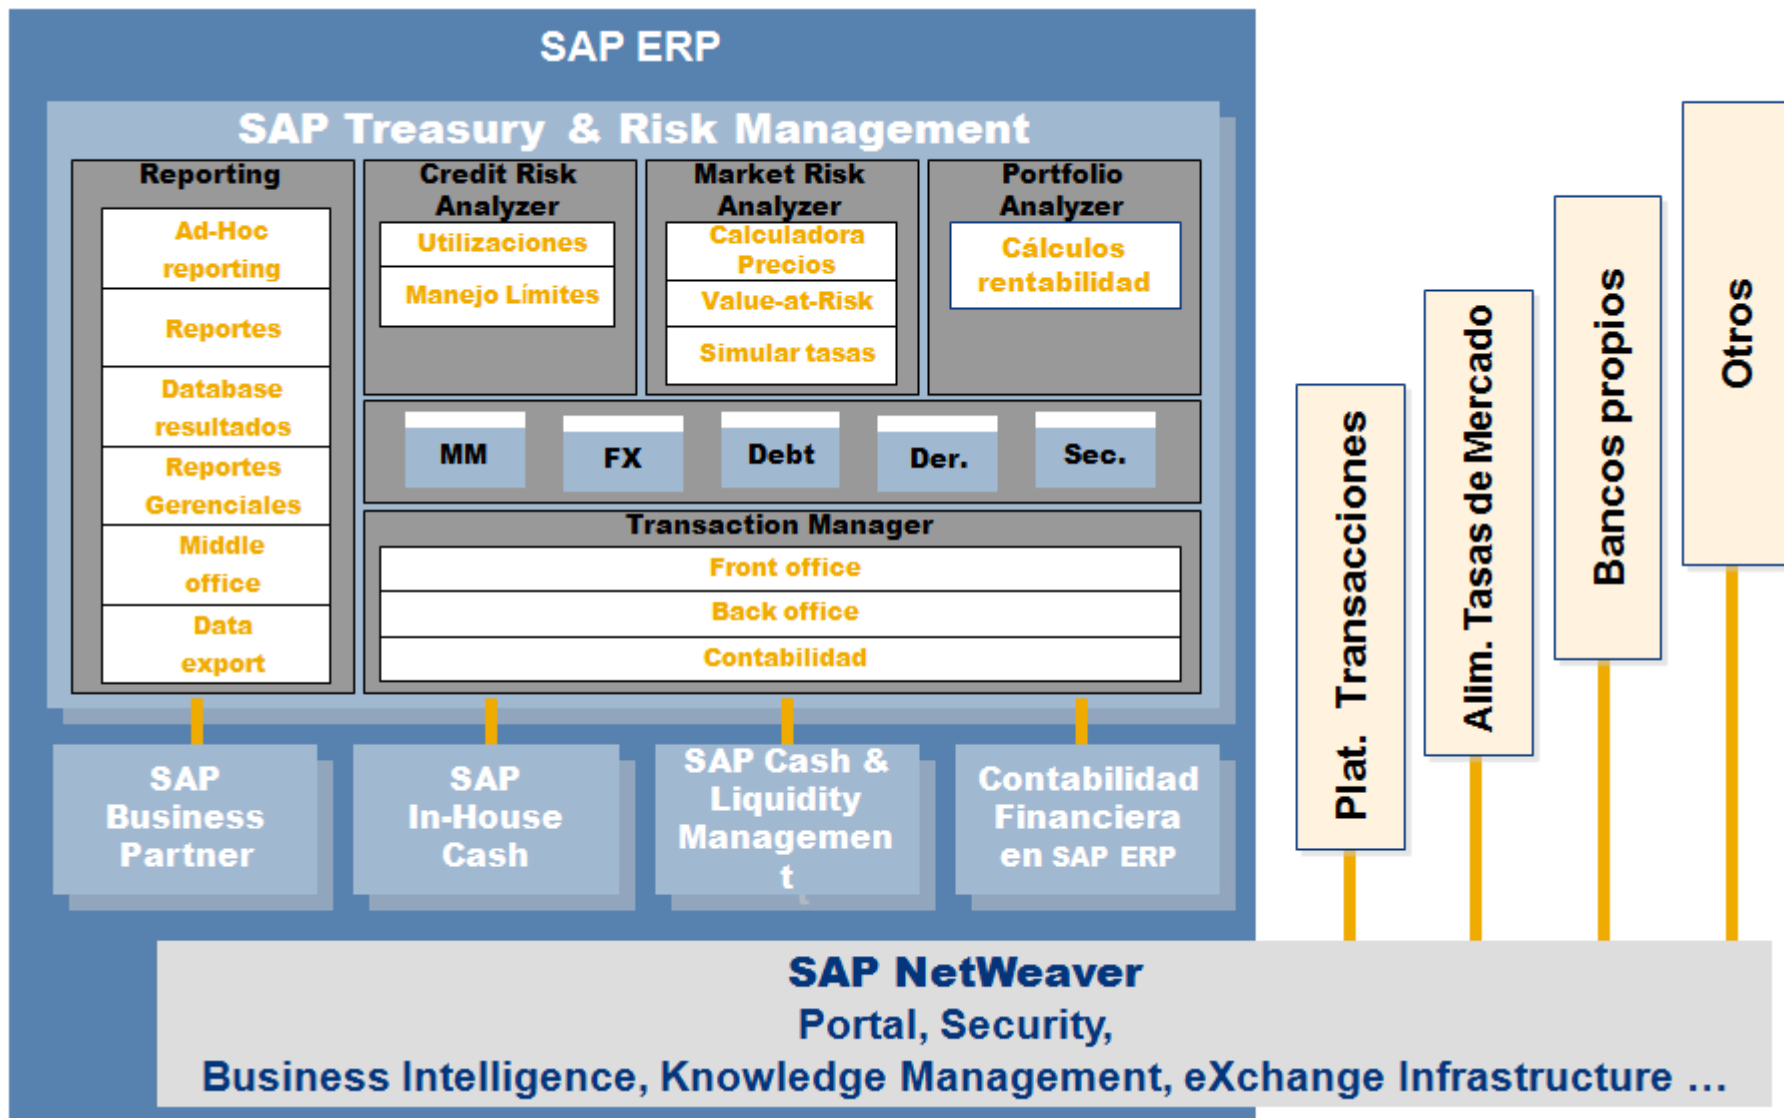 SAP ERP
SAP Treasury & Risk Management
Reporting
Ad-Hoc
reporting
Reportes
Database
resultados
Reportes
Gerenciales
Middle
office
Data
export
Credit Risk
Analyzer
Utilizaciones
Manejo Límites
Market Risk
Analyzer
Calculadora
Precios
Value-at-Risk
Simular tasas
Portfolio
Analyzer
Cálculos
rentabilidad
MM
FX
Debt
Der.
Sec.
Transaction Manager
Front office
Back office
Contabilidad
SAP
Business
Partner
SAP
In-House
Cash
SAP Cash &
Liquidity
Managemen
t
Contabilidad
Financiera
en SAP ERP
Plat. Transacciones
Alim. Tasas de Mercado
Bancos propios
Otros
SAP NetWeaver
Portal, Security,
Business Intelligence, Knowledge Management, eXchange Infrastructure ...